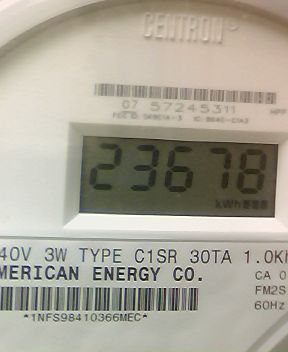 CENTRON
07 57245311
23678
kWh
40V 3W TYPE C1SR 30TA 1.0K
MERICAN ENERGY CO.
CA 0
FM2S
60Hz
*1NFS98410366MEC*